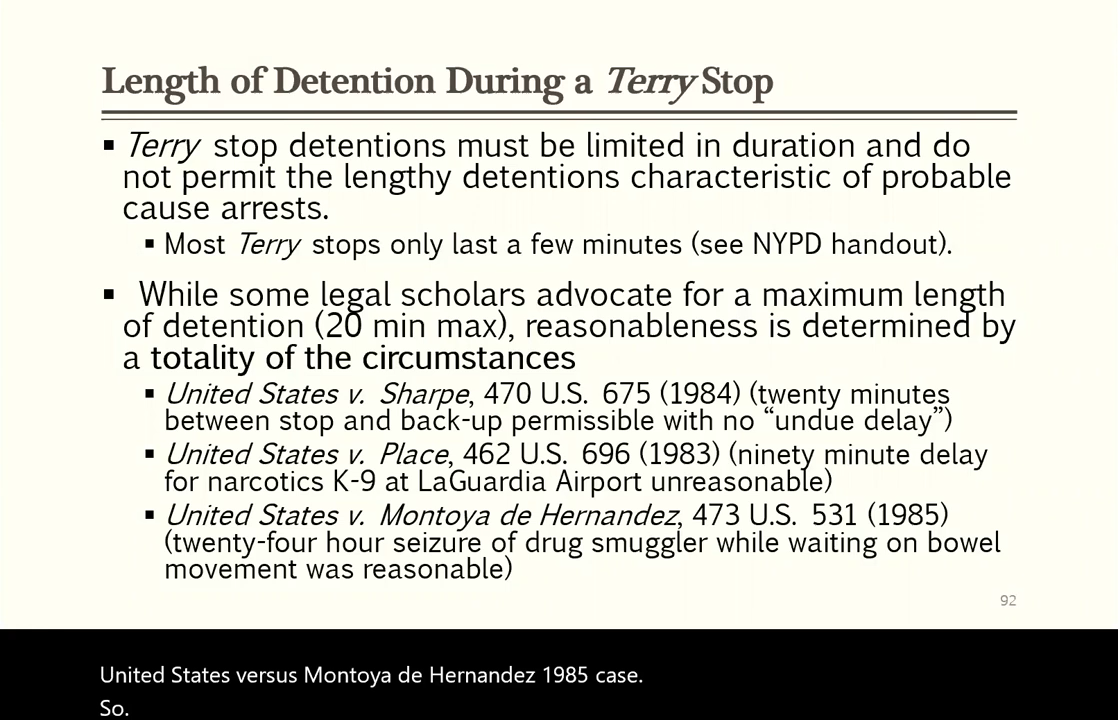 Length of Detention During a Terry Stop
▪ Terry stop detentions must be limited in duration and do
not permit the lengthy detentions characteristic of probable
cause arrests.
▪ Most Terry stops only last a few minutes (see NYPD handout).
▪ While some legal scholars advocate for a maximum length
of detention (20 min max), reasonableness is determined by
a totality of the circumstances
▪ United States v. Sharpe, 470 U.S. 675 (1984) (twenty minutes
between stop and back-up permissible with no “undue delay”)
▪ United States v. Place, 462 U.S. 696 (1983) (ninety minute delay
for narcotics K-9 at LaGuardia Airport unreasonable)
▪ United States v. Montoya de Hernandez, 473 U.S. 531 (1985)
(twenty-four hour seizure of drug smuggler while waiting on bowel
movement was reasonable)
92
United States versus Montoya de Hernandez 1985 case.
So.